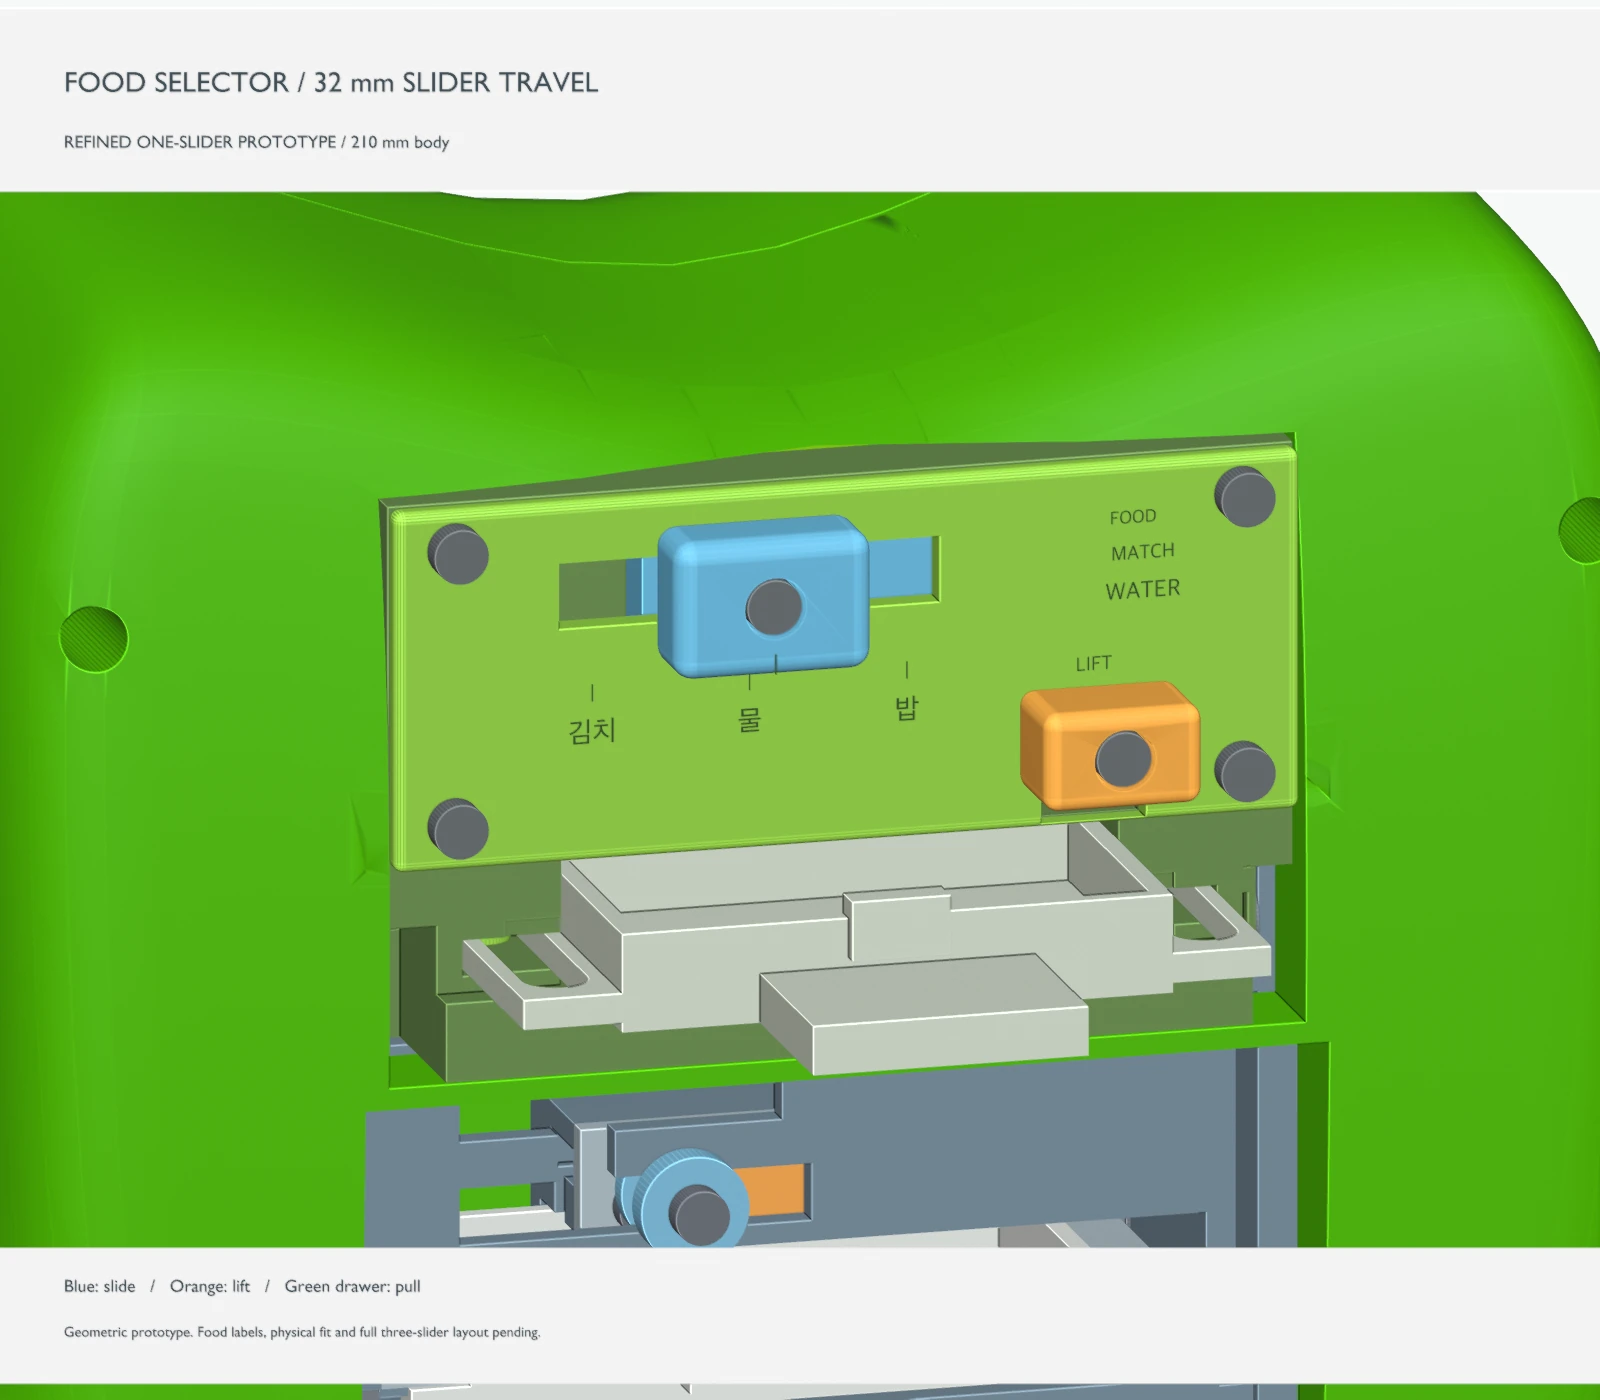 FOOD SELECTOR / 32 mm SLIDER TRAVEL
REFINED ONE-SLIDER PROTOTYPE / 210 mm body
FOOD
MATCH
WATER
LIFT
김치 물 밥
Blue: slide / Orange: lift / Green drawer: pull
Geometric prototype. Food labels, physical fit and full three-slider layout pending.